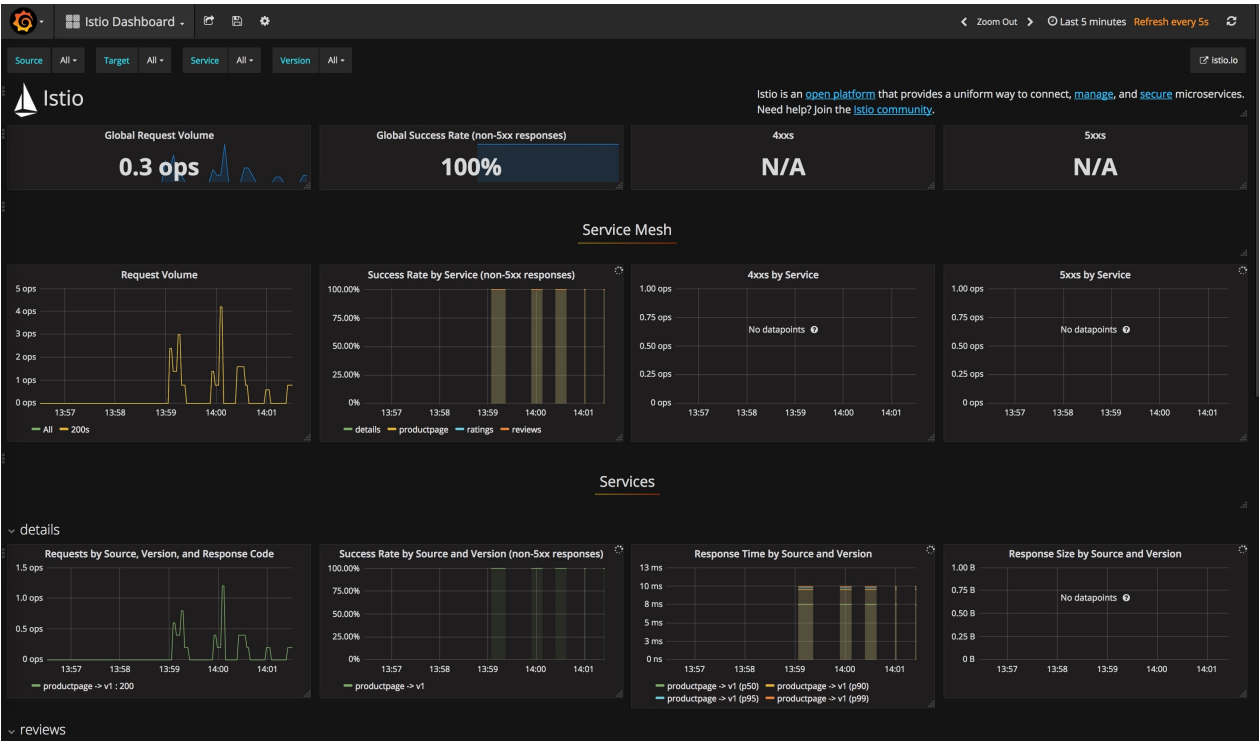 Istio Dashboard
Zoom Out Last 5 minutes Refresh every 5s
Source All Target All Service All Version All istio.io
Istio
Istio is an open platform that provides a uniform way to connect, manage, and secure microservices.
Need help? Join the Istio community.
Global Request Volume
0.3 ops
Global Success Rate (non-5xx responses)
100%
4xxs
N/A
5xxs
N/A
Service Mesh
Request Volume
5 ops
4 ops
3 ops
2 ops
1 ops
0 ops
13:57 13:58 13:59 14:00 14:01
All 200s
Success Rate by Service (non-5xx responses)
100.00%
75.00%
50.00%
25.00%
0%
13:57 13:58 13:59 14:00 14:01
details productpage ratings reviews
4xxs by Service
1.00 ops
0.75 ops
No datapoints
0.50 ops
0.25 ops
0 ops
13:57 13:58 13:59 14:00 14:01
5xxs by Service
1.00 ops
0.75 ops
No datapoints
0.50 ops
0.25 ops
0 ops
13:57 13:58 13:59 14:00 14:01
Services
details
Requests by Source, Version, and Response Code
1.5 ops
1.0 ops
0.5 ops
0 ops
13:57 13:58 13:59 14:00 14:01
productpage -> v1 : 200
Success Rate by Source and Version (non-5xx responses)
100.00%
75.00%
50.00%
25.00%
0%
13:57 13:58 13:59 14:00 14:01
productpage -> v1
Response Time by Source and Version
13 ms
10 ms
8 ms
5 ms
3 ms
0 ns
13:57 13:58 13:59 14:00 14:01
productpage -> v1 (p50) productpage -> v1 (p90)
productpage -> v1 (p95) productpage -> v1 (p99)
Response Size by Source and Version
1.00 B
0.75 B
No datapoints
0.50 B
0.25 B
0 B
13:57 13:58 13:59 14:00 14:01
reviews